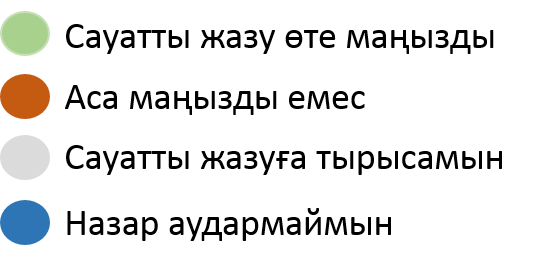 Сауатты жазу өте маңызды
Аса маңызды емес
Сауатты жазуға тырысамын
Назар аудармаймын